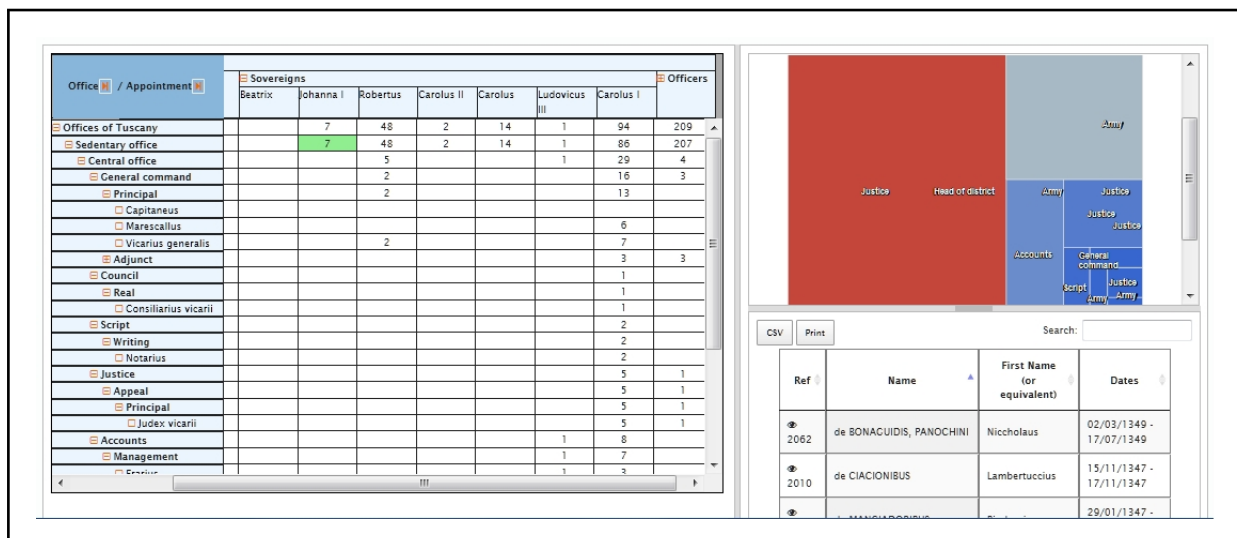 Office / Appointment
Sovereigns Officers
Beatrix Johanna I Robertus Carolus II Carolus Ludovicus III Carolus I
Offices of Tuscany 7 48 2 14 1 94 209
Sedentary office 7 48 2 14 1 86 207
Central office 5 1 29 4
General command 2 16 3
Principal 2 13
Capitaneus
Marescallus 6
Vicarius generalis 2 7
Adjunct 3 3
Council 1
Real 1
Consiliarius vicarii 1
Script 2
Writing 2
Notarius 2
Justice 5 1
Appeal 5 1
Principal 5 1
Judex vicarii 5 1
Accounts 1 8
Management 1 7
Erarius 1 3
Army
Justice Head of district Army Justice
Justice
Justice
Accounts General
command
Script Justice
Army Army
CSV Print Search:
Ref Name First Name (or equivalent) Dates
2062 de BONAGUIDIS, PANOCHINI Niccholaus 02/03/1349 - 17/07/1349
2010 de CIACIONIBUS Lambertuccius 15/11/1347 - 17/11/1347
29/01/1347 -